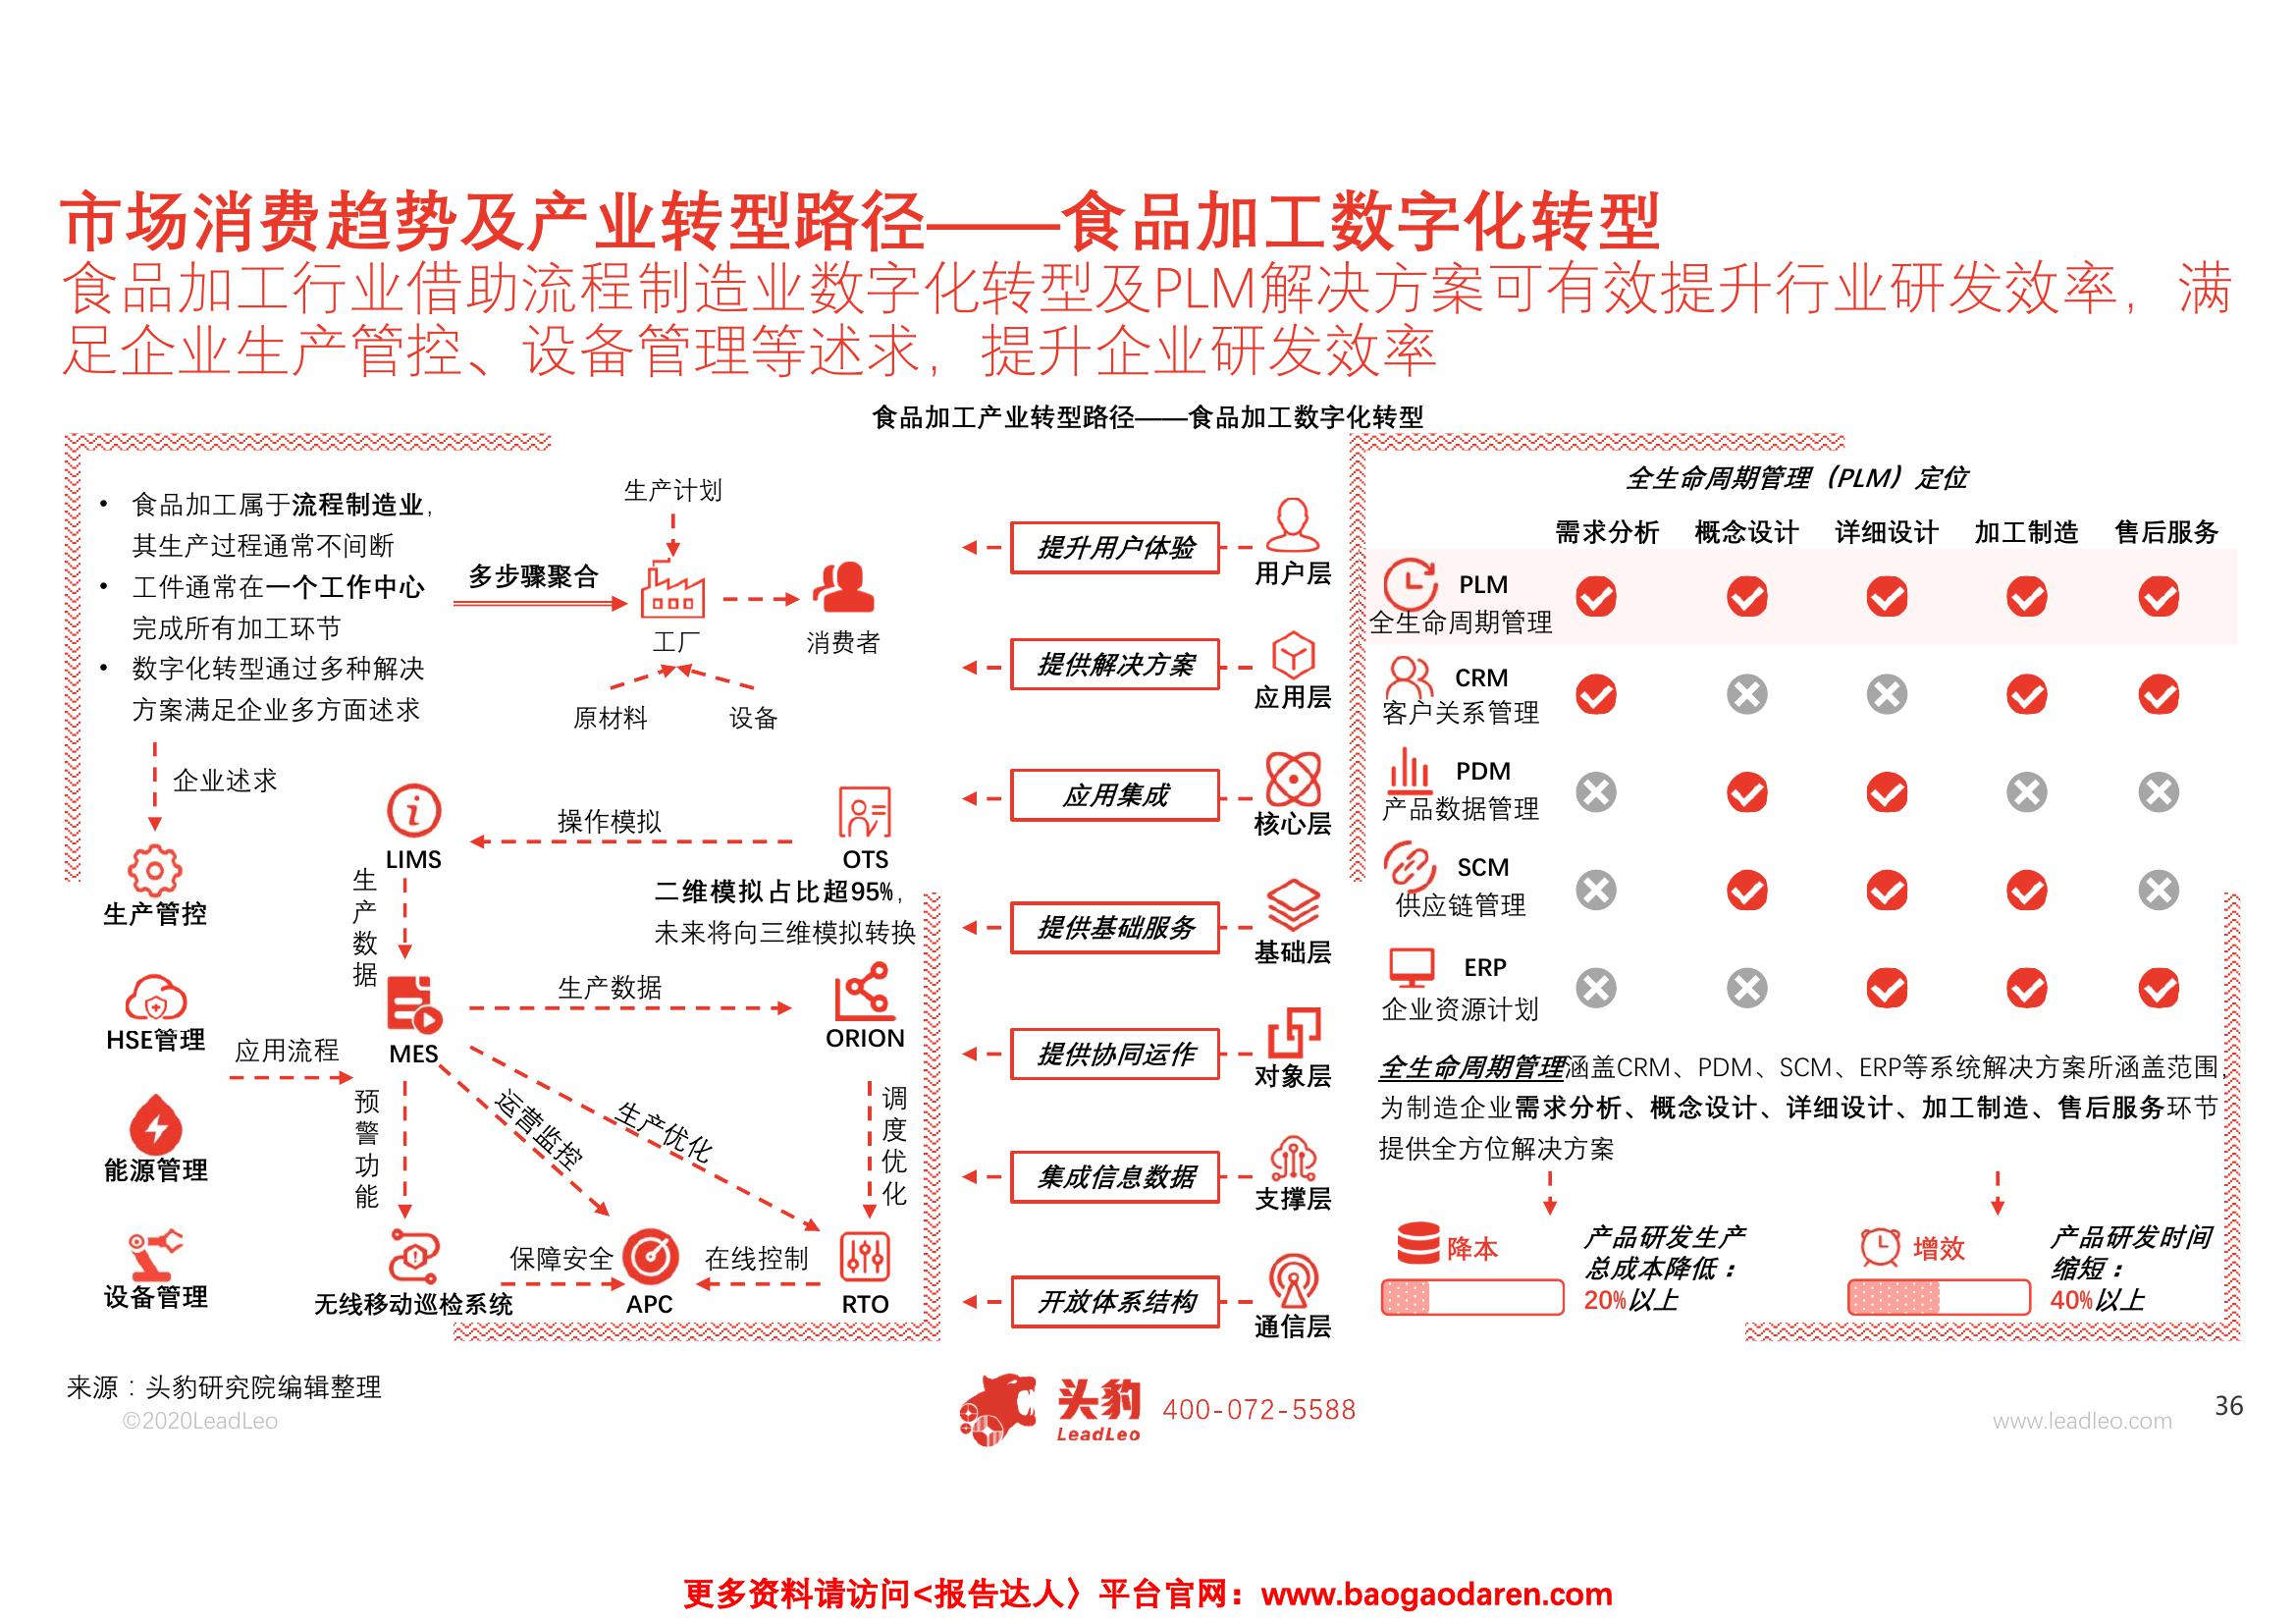 市场消费趋势及产业转型路径——食品加工数字化转型
食品加工行业借助流程制造业数字化转型及PLM解决方案可有效提升行业研发效率，满
足企业生产管控、设备管理等述求，提升企业研发效率
食品加工产业转型路径——食品加工数字化转型
• 食品加工属于流程制造业，
其生产过程通常不间断
• 工件通常在一个工作中心
完成所有加工环节
• 数字化转型通过多种解决
方案满足企业多方面述求
企业述求
生产管控
HSE管理
能源管理
设备管理
应用流程
多步骤聚合
生产计划
工厂
消费者
原材料
设备
LIMS
操作模拟
OTS
二维模拟占比超95%，
未来将向三维模拟转换
生产数据
MES
生产数据
ORION
预警功能
运营监控
生产优化
调度优化
无线移动巡检系统
保障安全
APC
在线控制
RTO
提升用户体验
用户层
提供解决方案
应用层
应用集成
核心层
提供基础服务
基础层
提供协同运作
对象层
集成信息数据
支撑层
开放体系结构
通信层
全生命周期管理（PLM）定位
需求分析 概念设计 详细设计 加工制造 售后服务
PLM
全生命周期管理
CRM
客户关系管理
PDM
产品数据管理
SCM
供应链管理
ERP
企业资源计划
全生命周期管理涵盖CRM、PDM、SCM、ERP等系统解决方案所涵盖范围，
为制造企业需求分析、概念设计、详细设计、加工制造、售后服务环节
提供全方位解决方案
降本
产品研发生产
总成本降低：
20%以上
增效
产品研发时间
缩短：
40%以上
来源：头豹研究院编辑整理
©2020LeadLeo
头豹
LeadLeo
400-072-5588
www.leadleo.com
36
更多资料请访问<报告达人〉平台官网：www.baogaodaren.com